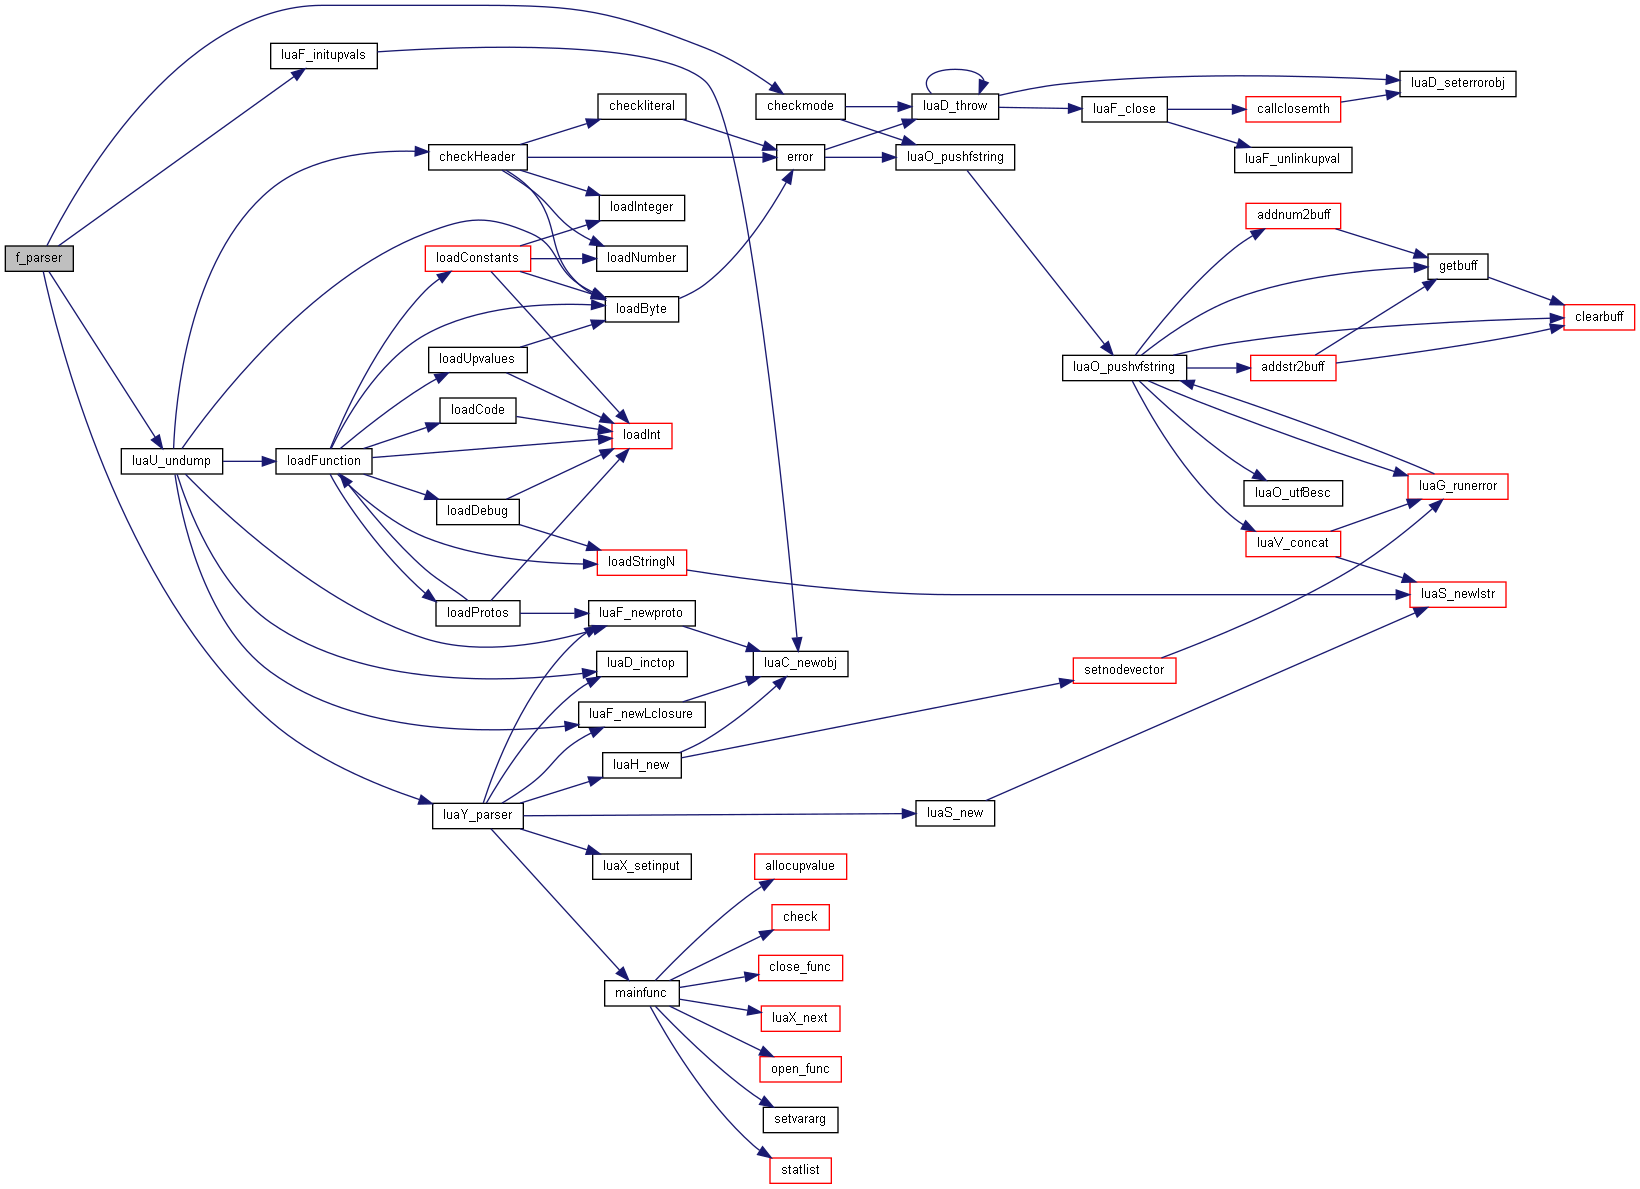 f_parser
luaF_initupvals
checkliteral
checkmode
luaD_throw
luaD_seterrorobj
luaF_close
callclosemth
luaF_unlinkupval
checkHeader
error
luaO_pushfstring
loadInteger
loadConstants
loadNumber
loadByte
addnum2buff
getbuff
clearbuff
loadUpvalues
luaO_pushvfstring
addstr2buff
loadCode
loadInt
luaU_undump
loadFunction
loadDebug
luaO_utf8esc
luaG_runerror
loadStringN
luaV_concat
luaS_newlstr
loadProtos
luaF_newproto
luaD_inctop
luaC_newobj
setnodevector
luaF_newLclosure
luaH_new
luaY_parser
luaS_new
luaX_setinput
allocupvalue
check
close_func
mainfunc
luaX_next
open_func
setvararg
statlist